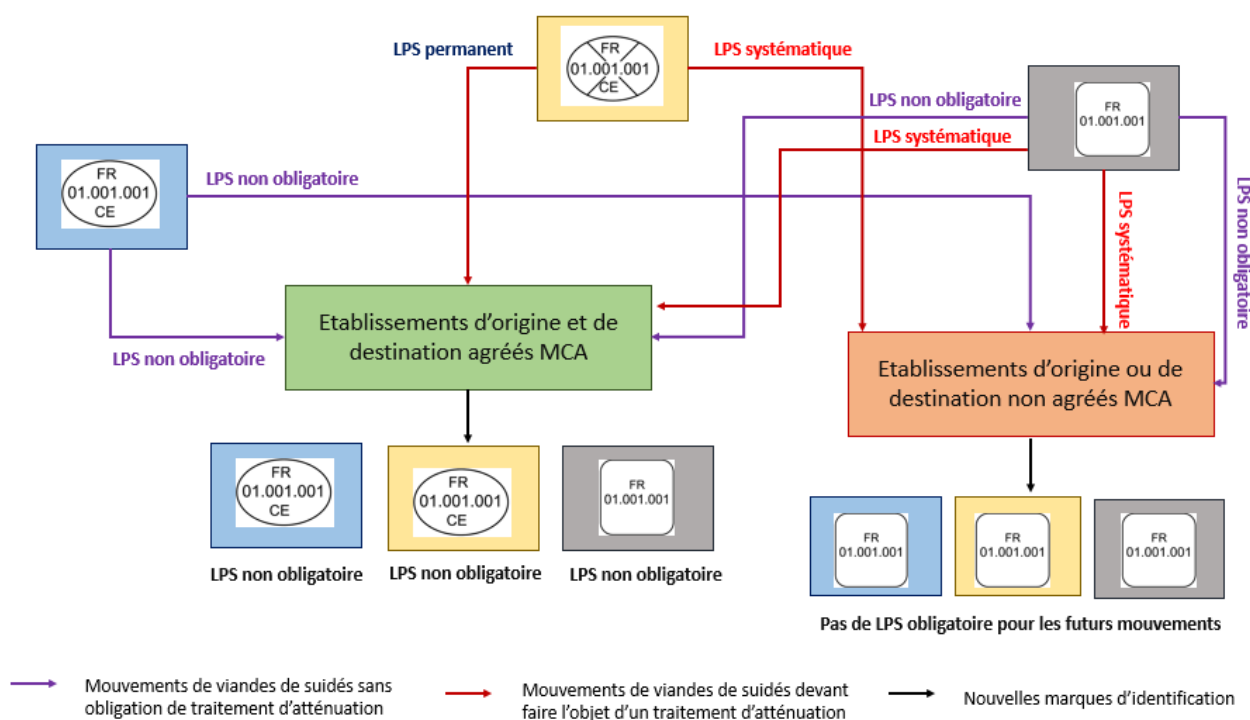 LPS permanent
FR
01.001.001
CE
LPS systématique
LPS non obligatoire
FR
01.001.001
LPS systématique
FR
01.001.001
CE
LPS non obligatoire
LPS systématique
LPS non obligatoire
Etablissements d'origine et de
destination agréés MCA
LPS non obligatoire
Etablissements d'origine ou de
destination non agréés MCA
FR
01.001.001
CE
FR
01.001.001
CE
FR
01.001.001
LPS non obligatoire
LPS non obligatoire
LPS non obligatoire
FR
01.001.001
FR
01.001.001
FR
01.001.001
Pas de LPS obligatoire pour les futurs mouvements
Mouvements de viandes de suidés sans
obligation de traitement d'atténuation
Mouvements de viandes de suidés devant
faire l'objet d'un traitement d'atténuation
Nouvelles marques d'identification